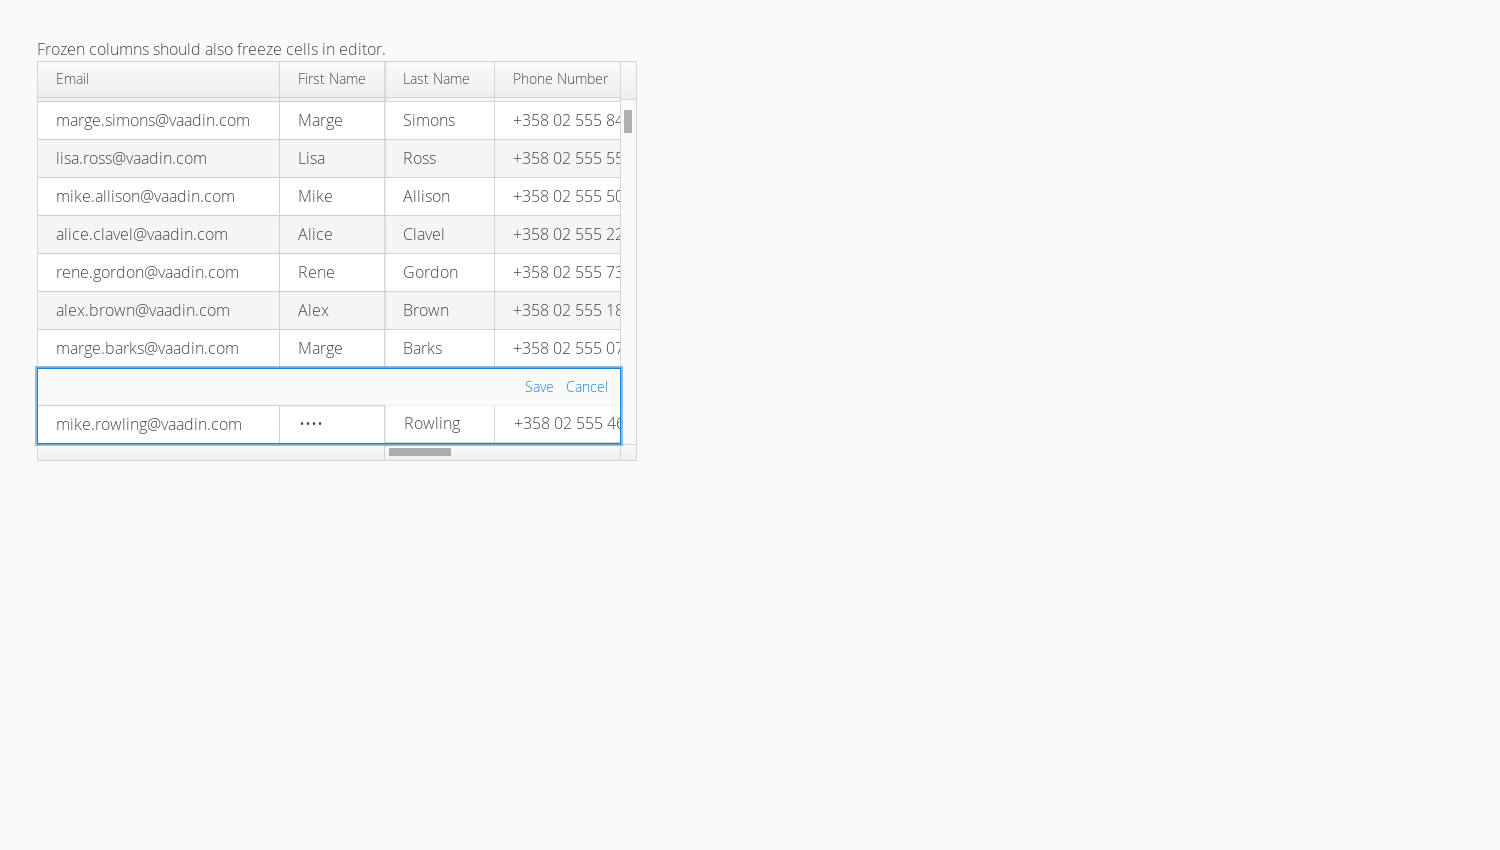 Frozen columns should also freeze cells in editor.
Email First Name Last Name Phone Number
marge.simons@vaadin.com Marge Simons +358 02 555 84
lisa.ross@vaadin.com Lisa Ross +358 02 555 55
mike.allison@vaadin.com Mike Allison +358 02 555 50
alice.clavel@vaadin.com Alice Clavel +358 02 555 22
rene.gordon@vaadin.com Rene Gordon +358 02 555 73
alex.brown@vaadin.com Alex Brown +358 02 555 18
marge.barks@vaadin.com Marge Barks +358 02 555 07
Save Cancel
mike.rowling@vaadin.com •••• Rowling +358 02 555 46